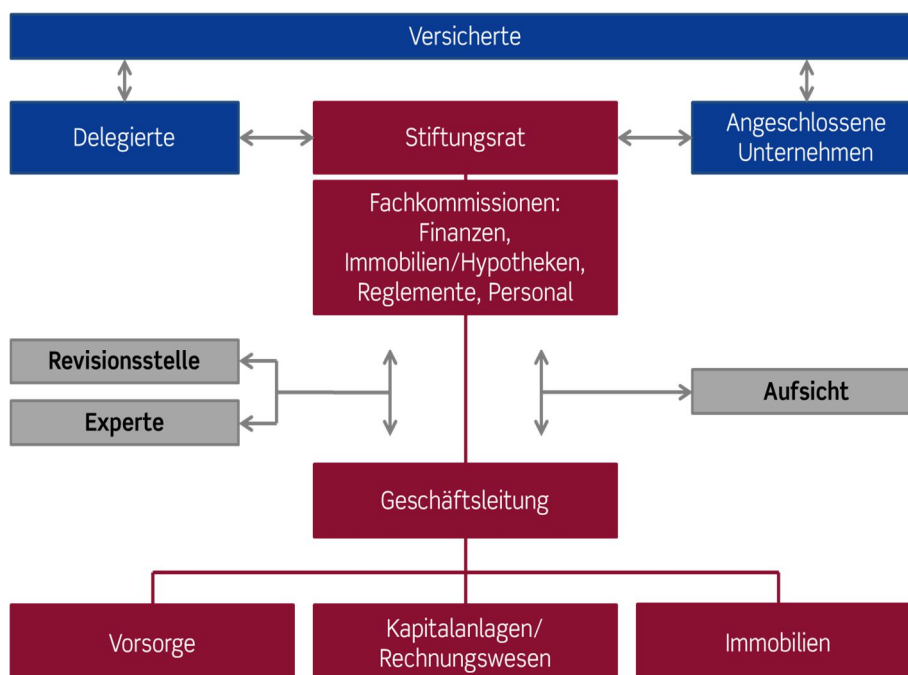 Versicherte
Delegierte
Stiftungsrat
Angeschlossene
Unternehmen
Fachkommissionen:
Finanzen,
Immobilien/Hypotheken,
Reglemente, Personal
Revisionsstelle
Experte
Aufsicht
Geschäftsleitung
Vorsorge
Kapitalanlagen/
Rechnungswesen
Immobilien